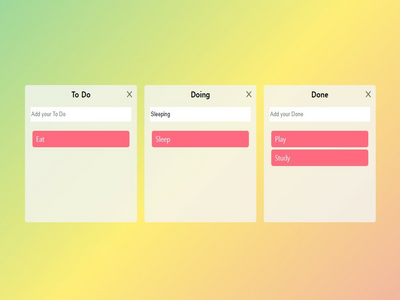 To Do X
Add your To Do
Eat
Doing X
Sleeping
Sleep
Done X
Add your Done
Play
Study